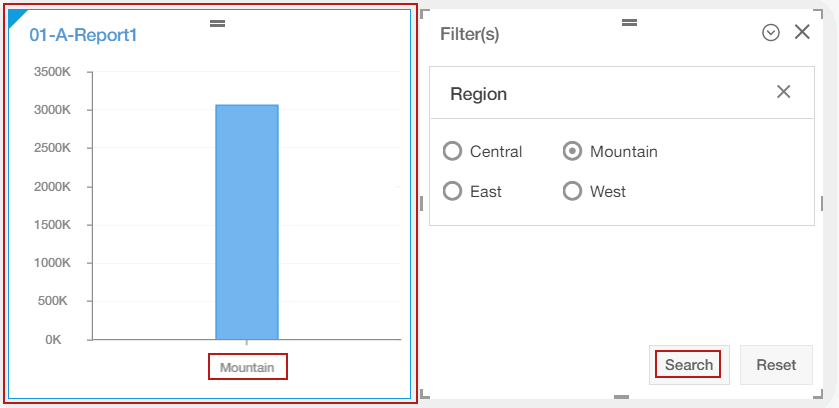 01-A-Report1
3500K
3000K
2500K
2000K
1500K
1000K
500K
0K
Mountain
Filter(s)
Region
Central
Mountain
East
West
Search
Reset